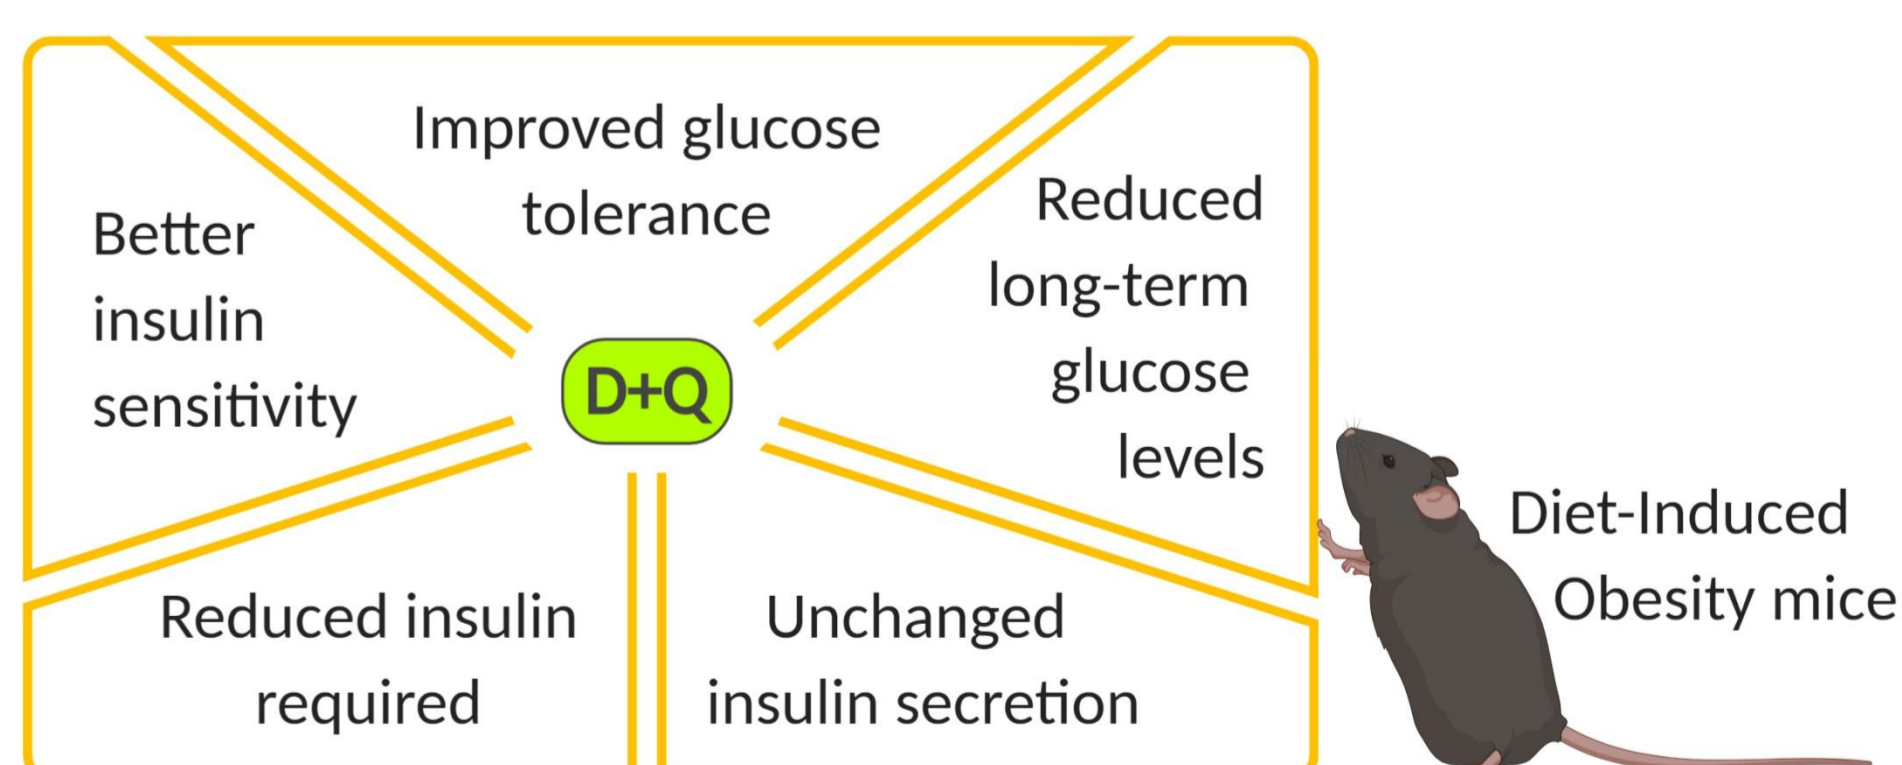 Improved glucose
tolerance
Better
insulin
sensitivity
Reduced
long-term
glucose
levels
D+Q
Reduced insulin
required
Unchanged
insulin secretion
Diet-Induced
Obesity mice